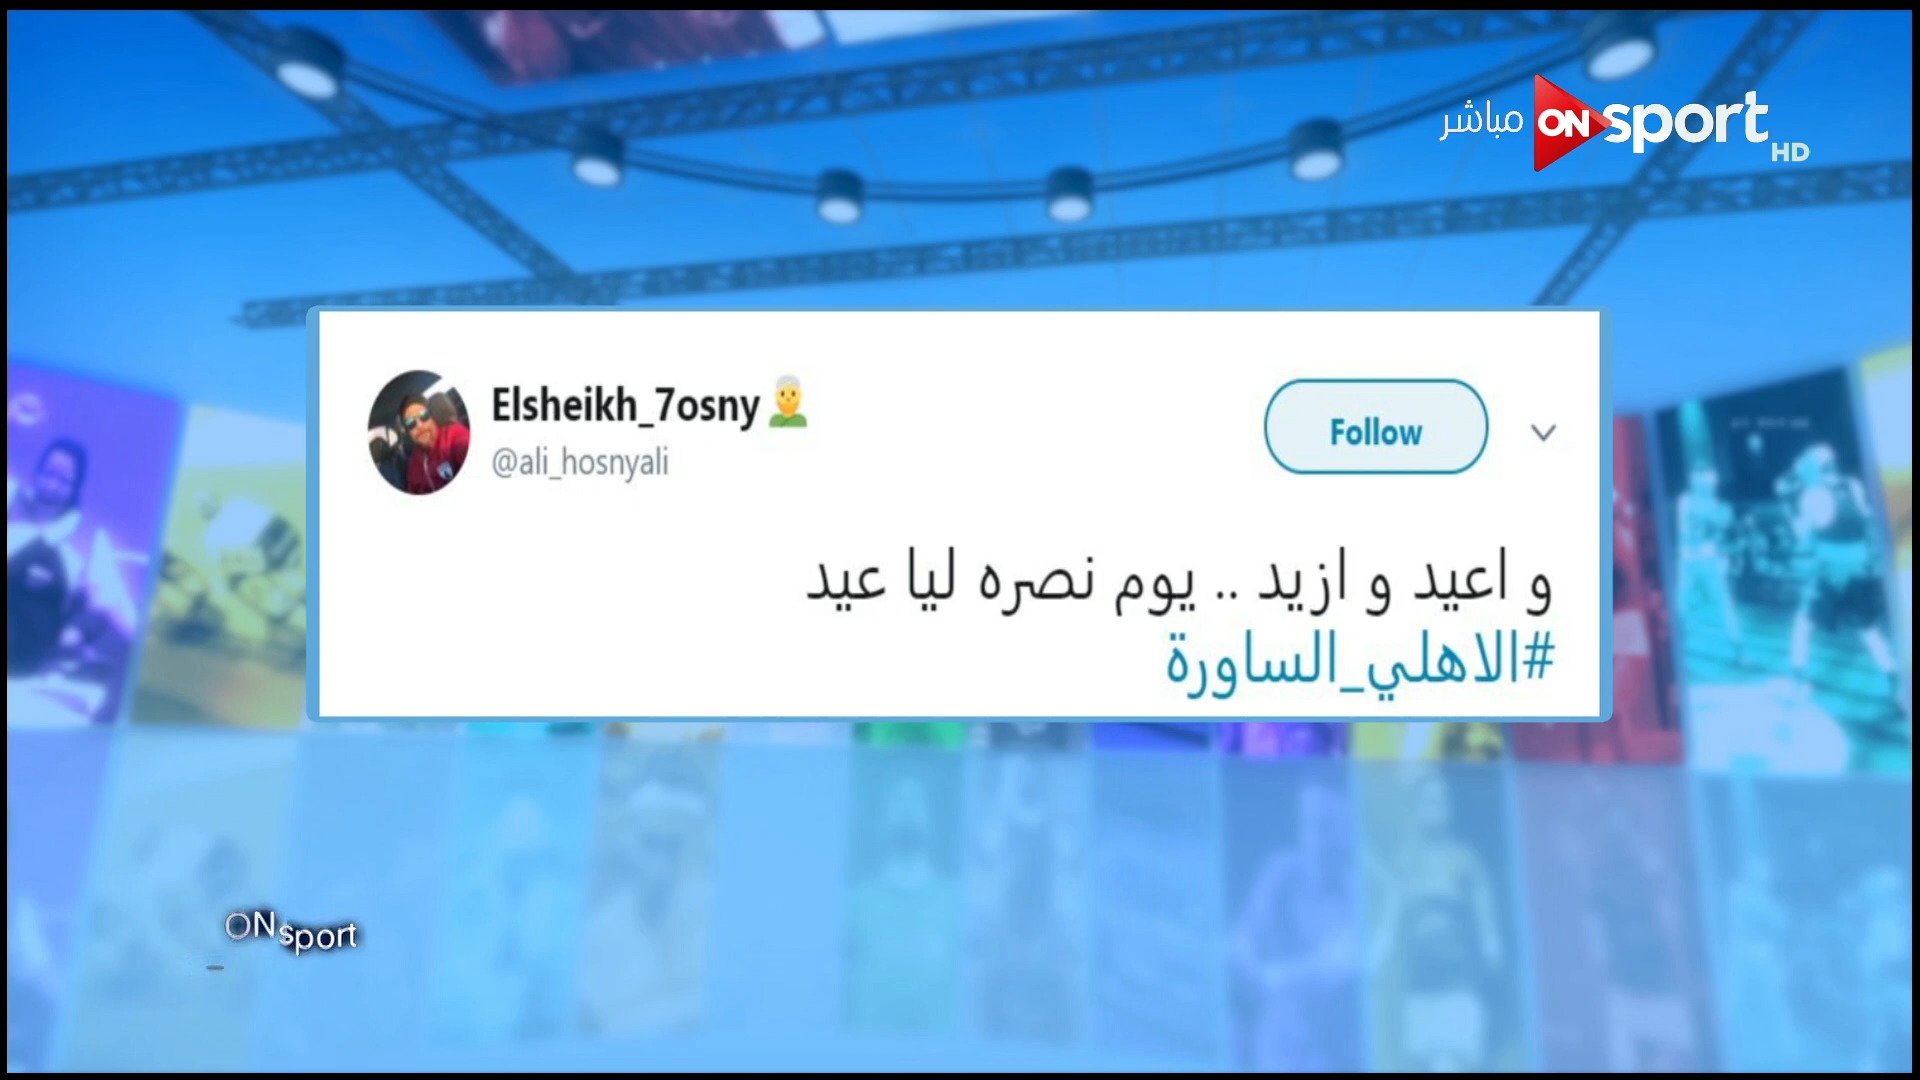 مباشر ON sport HD
Elsheikh_7osny
@ali_hosnyali
Follow
و اعيد و ازيد .. يوم نصره ليا عيد
#الاهلي_الساورة
ON sport